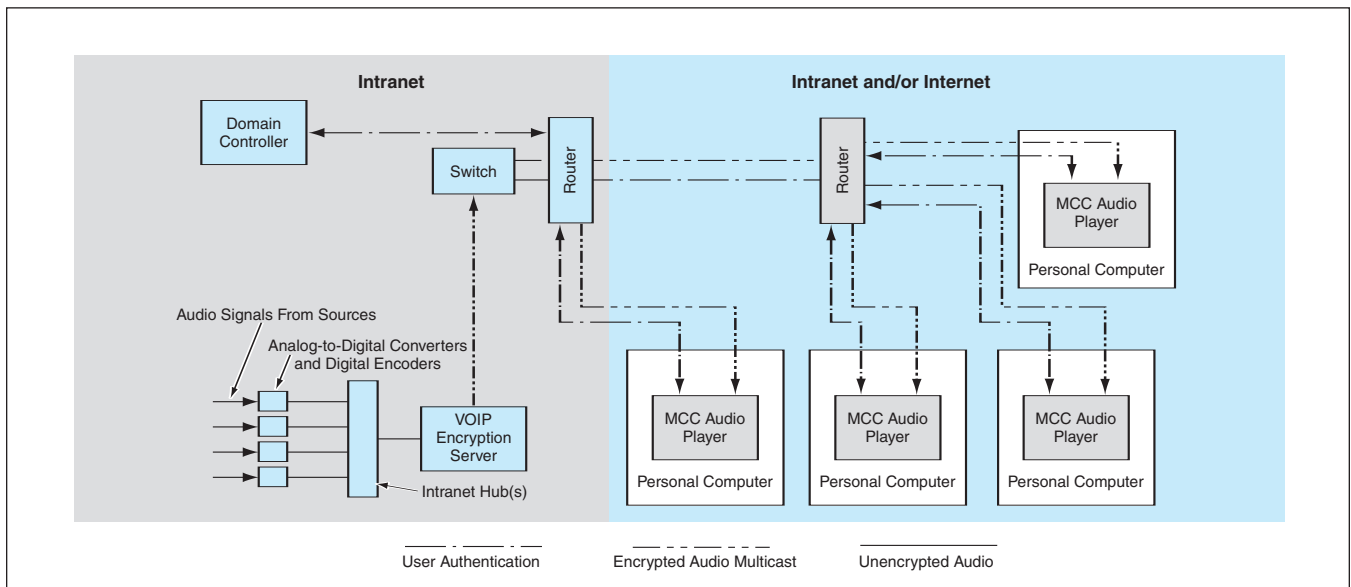 Intranet
Intranet and/or Internet
Domain
Controller
Switch
Router
Router
MCC Audio
Player
Personal Computer
Audio Signals From Sources
Analog-to-Digital Converters
and Digital Encoders
VOIP
Encryption
Server
Intranet Hub(s)
MCC Audio
Player
Personal Computer
MCC Audio
Player
Personal Computer
MCC Audio
Player
Personal Computer
User Authentication
Encrypted Audio Multicast
Unencrypted Audio